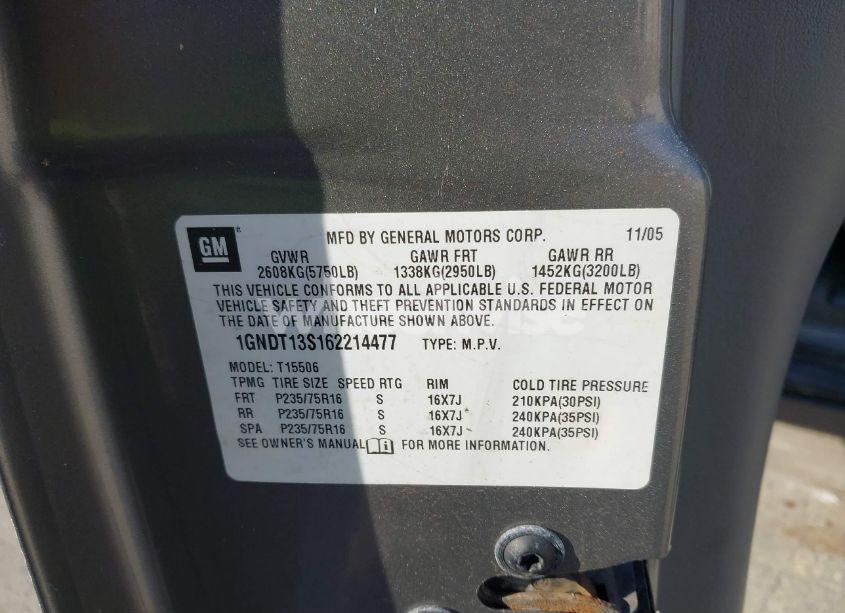 GM
MFD BY GENERAL MOTORS CORP. 11/05
GVWR GAWR FRT GAWR RR
2608KG(5750LB) 1338KG(2950LB) 1452KG(3200LB)
THIS VEHICLE CONFORMS TO ALL APPLICABLE U.S. FEDERAL MOTOR
VEHICLE SAFETY AND THEFT PREVENTION STANDARDS IN EFFECT ON
THE DATE OF MANUFACTURE SHOWN ABOVE.
1GNDT13S162214477 TYPE: M.P.V.
MODEL: T15506
TPMG TIRE SIZE SPEED RTG RIM COLD TIRE PRESSURE
FRT P235/75R16 S 16X7J 210KPA(30PSI)
RR P235/75R16 S 16X7J 240KPA(35PSI)
SPA P235/75R16 S 16X7J 240KPA(35PSI)
SEE OWNER'S MANUAL FOR MORE INFORMATION.